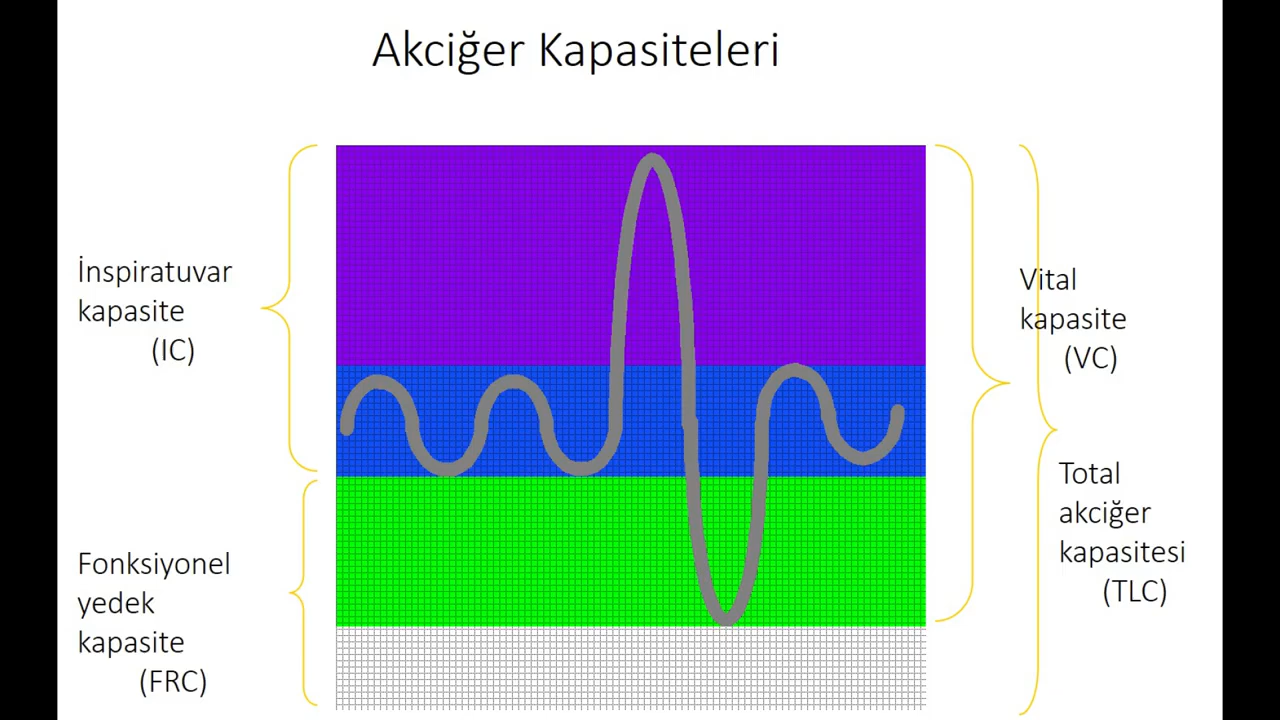 Akciğer Kapasiteleri
İnspiratuvar
kapasite
(IC)
Fonksiyonel
yedek
kapasite
(FRC)
Vital
kapasite
(VC)
Total
akciğer
kapasitesi
(TLC)